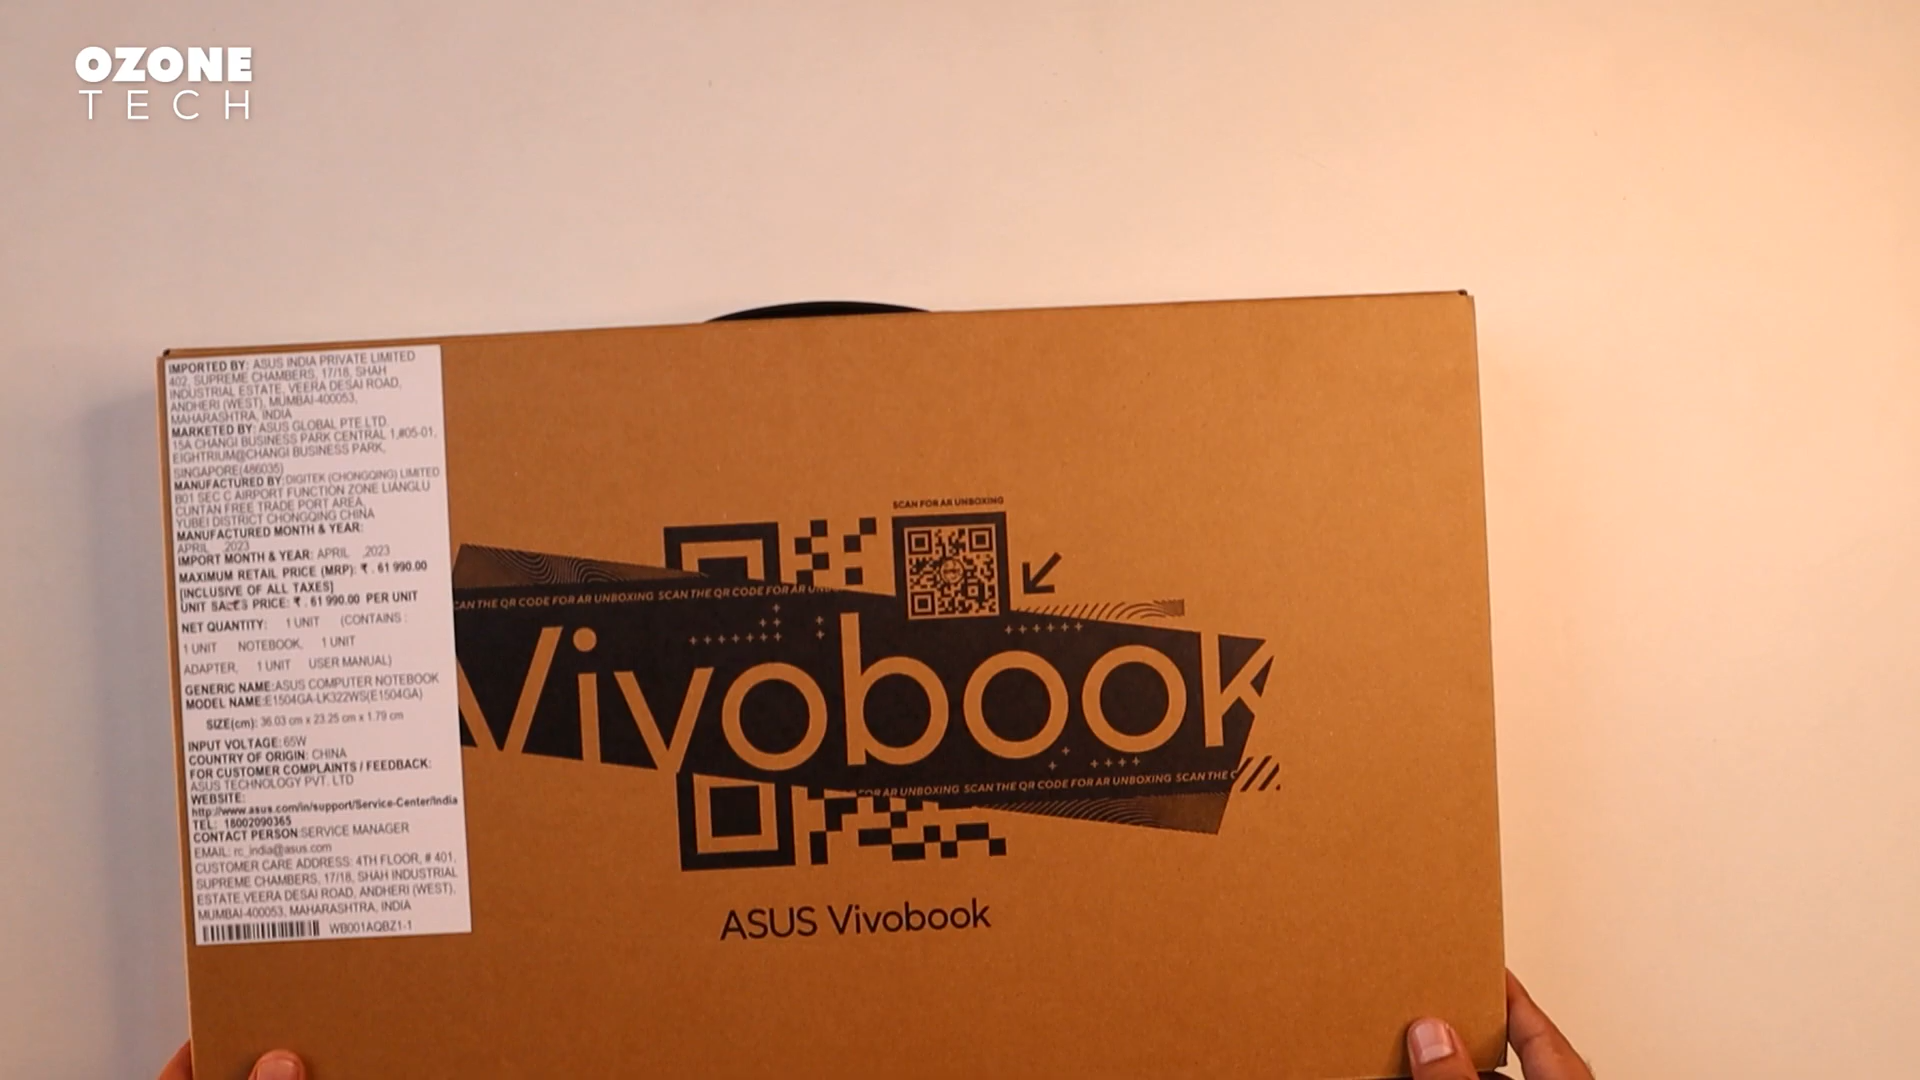 OZONE
TECH
IMPORTED BY: ASUS INDIA PRIVATE LIMITED
402, SUPREME CHAMBERS, 17/18, SHAH
INDUSTRIAL ESTATE, VEERA DESAI ROAD,
ANDHERI (WEST), MUMBAI-400053,
MAHARASHTRA, INDIA
MARKETED BY: ASUS GLOBAL PTE.LTD.
15A CHANGI BUSINESS PARK CENTRAL 1,#05-01,
EIGHTRIUM@CHANGI BUSINESS PARK,
SINGAPORE(486035)
MANUFACTURED BY:DIGITEK (CHONGQING) LIMITED
B01 SEC C AIRPORT FUNCTION ZONE LIANGLU
CUNTAN FREE TRADE PORT AREA,
YUBEI DISTRICT CHONGQING CHINA
MANUFACTURED MONTH & YEAR:
APRIL ,2023
IMPORT MONTH & YEAR: APRIL ,2023
MAXIMUM RETAIL PRICE (MRP): ₹ . 61 990.00
[INCLUSIVE OF ALL TAXES]
UNIT SALES PRICE: ₹ . 61 990.00 PER UNIT
NET QUANTITY: 1 UNIT (CONTAINS :
1 UNIT NOTEBOOK, 1 UNIT
ADAPTER, 1 UNIT USER MANUAL)
GENERIC NAME:ASUS COMPUTER NOTEBOOK
MODEL NAME:E1504GA-LK322WS(E1504GA)
SIZE(cm): 36.03 cm x 23.25 cm x 1.79 cm
INPUT VOLTAGE:65W
COUNTRY OF ORIGIN: CHINA
FOR CUSTOMER COMPLAINTS / FEEDBACK:
ASUS TECHNOLOGY PVT. LTD
WEBSITE:
http://www.asus.com/in/support/Service-Center/India
TEL: 18002090365
CONTACT PERSON:SERVICE MANAGER
EMAIL: rc_india@asus.com
CUSTOMER CARE ADDRESS: 4TH FLOOR, # 401,
SUPREME CHAMBERS, 17/18, SHAH INDUSTRIAL
ESTATE,VEERA DESAI ROAD, ANDHERI (WEST),
MUMBAI-400053, MAHARASHTRA, INDIA
WB001AQBZ1-1
SCAN FOR AR UNBOXING
CAN THE QR CODE FOR AR UNBOXING SCAN THE QR CODE FOR AR UN
Vivobook
FOR AR UNBOXING SCAN THE QR CODE FOR AR UNBOXING SCAN THE
ASUS Vivobook